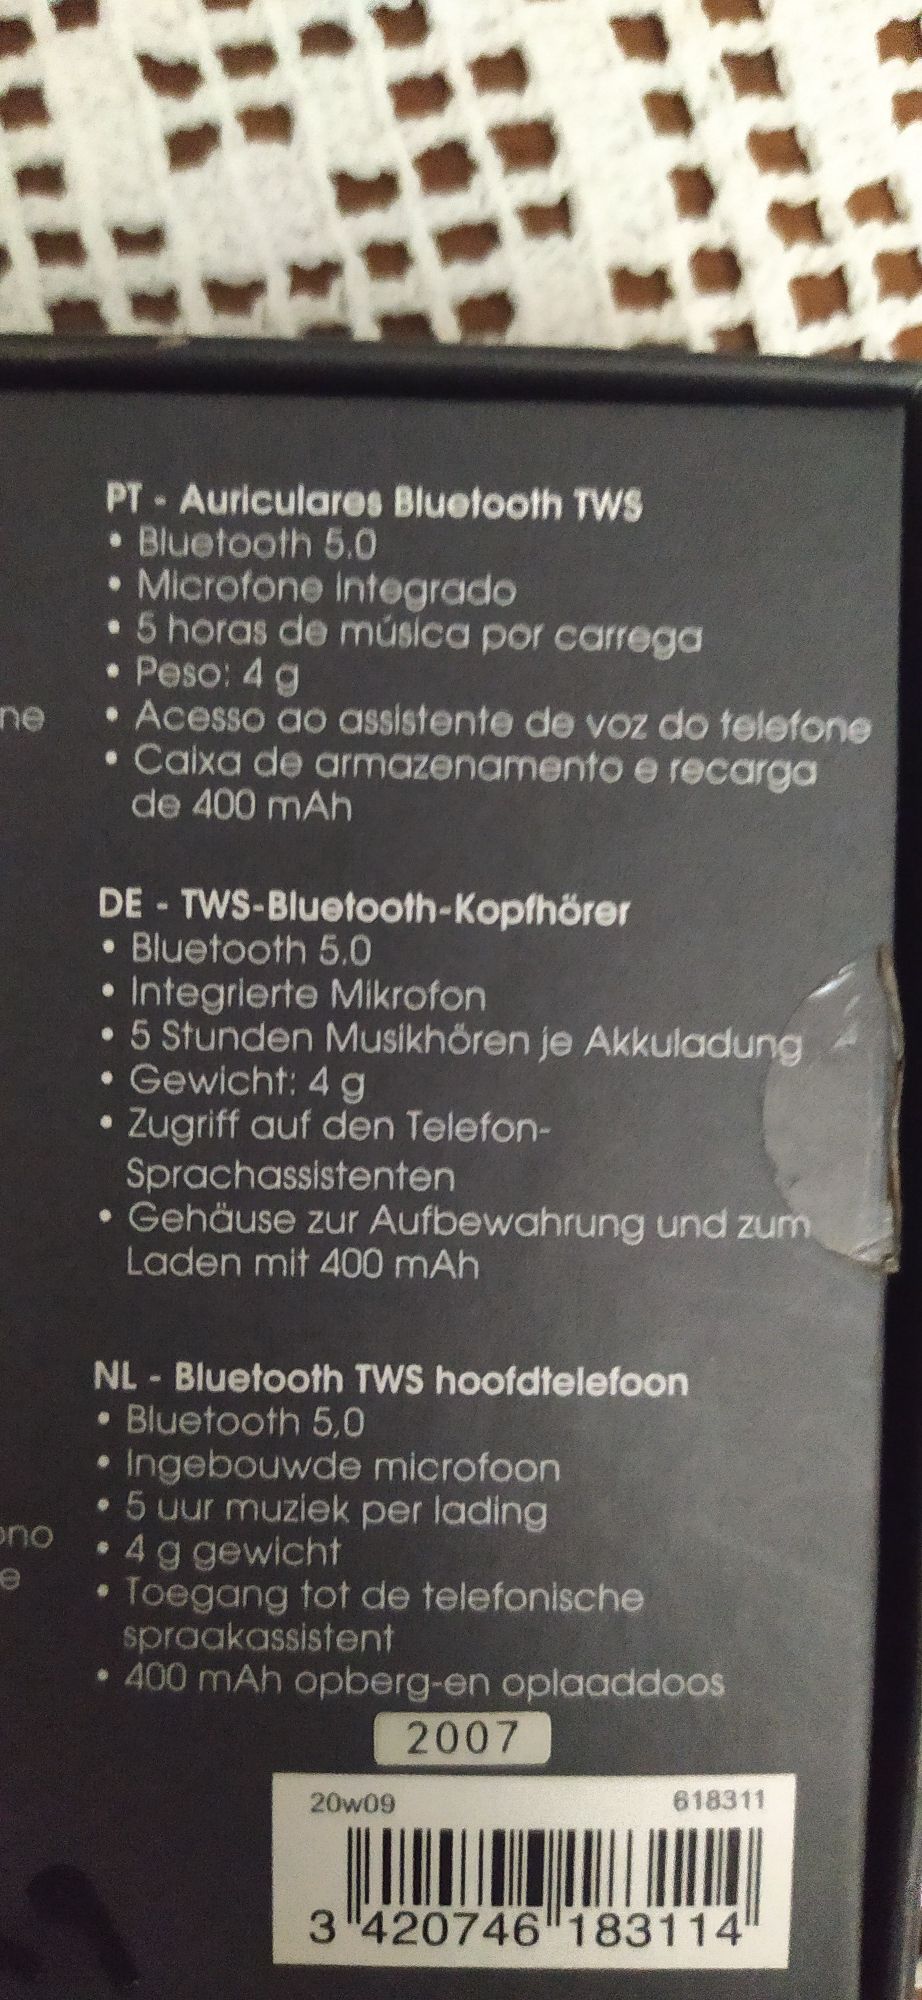 PT - Auriculares Bluetooth TWS
• Bluetooth 5.0
• Microfone integrado
• 5 horas de música por carrega
• Peso: 4 g
ne
• Acesso ao assistente de voz do telefone
• Caixa de armazenamento e recarga
de 400 mAh
DE - TWS-Bluetooth-Kopfhörer
• Bluetooth 5.0
• Integrierte Mikrofon
• 5 Stunden Musikhören je Akkuladung
• Gewicht: 4 g
• Zugriff auf den Telefon-
Sprachassistenten
• Gehäuse zur Aufbewahrung und zum
Laden mit 400 mAh
NL - Bluetooth TWS hoofdtelefoon
• Bluetooth 5,0
• Ingebouwde microfoon
• 5 uur muziek per lading
ono
• 4 g gewicht
e
• Toegang tot de telefonische
spraakassistent
• 400 mAh opberg-en oplaaddoos
2007
20w09 618311
3 420746 183114